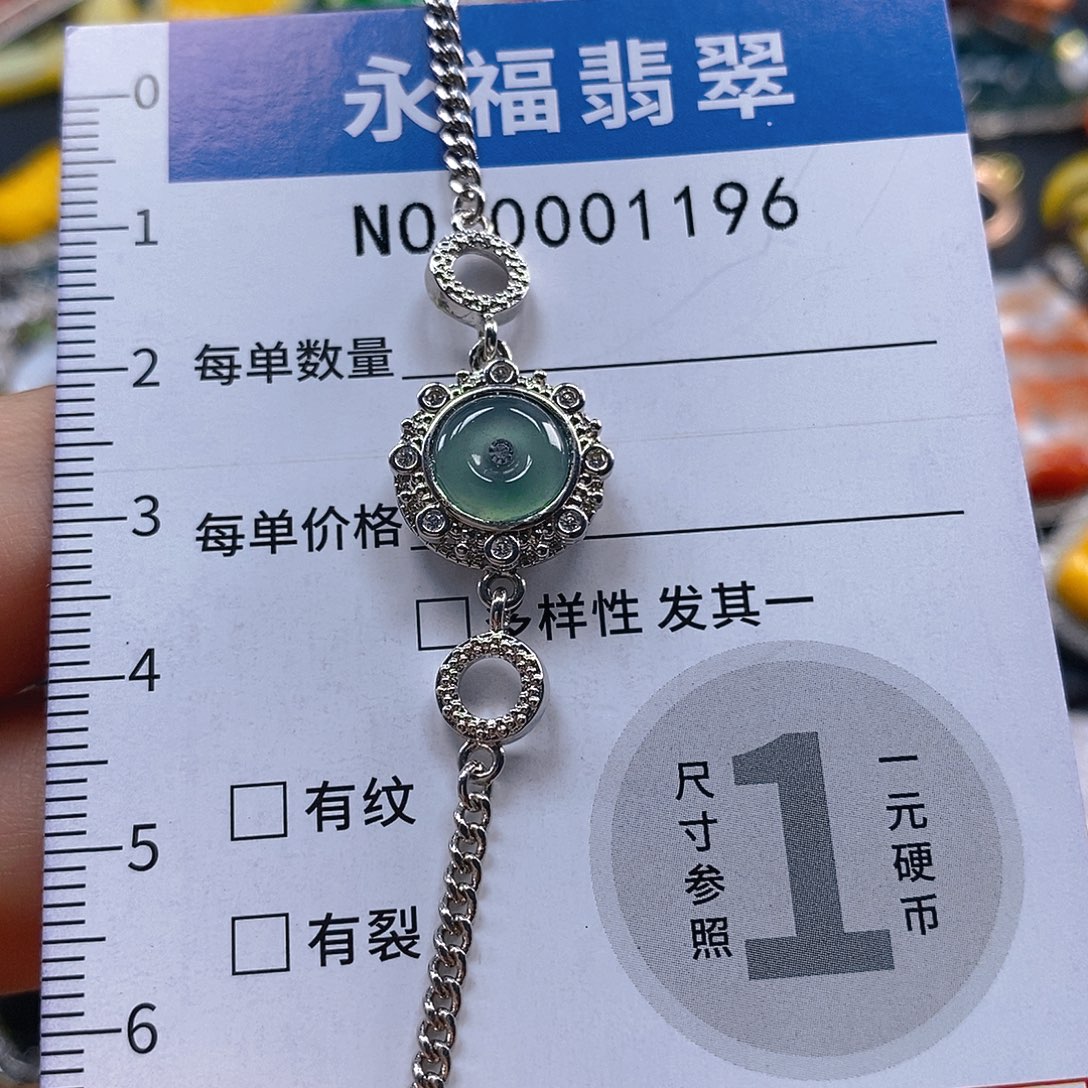 永福翡翠
NO.0001196
每单数量
每单价格
多样性 发其一
有纹
有裂
尺寸参照
1
一元硬币
0
1
2
3
4
5
6